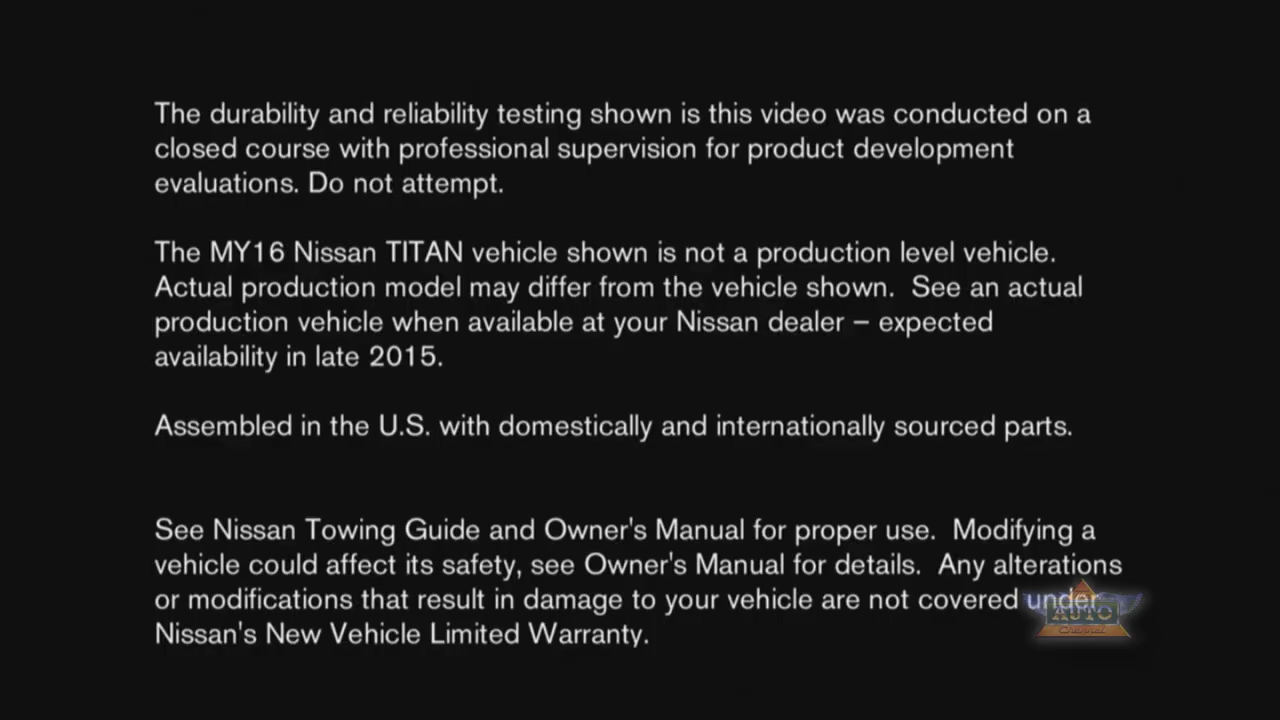 The durability and reliability testing shown is this video was conducted on a
closed course with professional supervision for product development
evaluations. Do not attempt.
The MY16 Nissan TITAN vehicle shown is not a production level vehicle.
Actual production model may differ from the vehicle shown.  See an actual
production vehicle when available at your Nissan dealer – expected
availability in late 2015.
Assembled in the U.S. with domestically and internationally sourced parts.
See Nissan Towing Guide and Owner's Manual for proper use.  Modifying a
vehicle could affect its safety, see Owner's Manual for details.  Any alterations
or modifications that result in damage to your vehicle are not covered under
Nissan's New Vehicle Limited Warranty.
AUTO